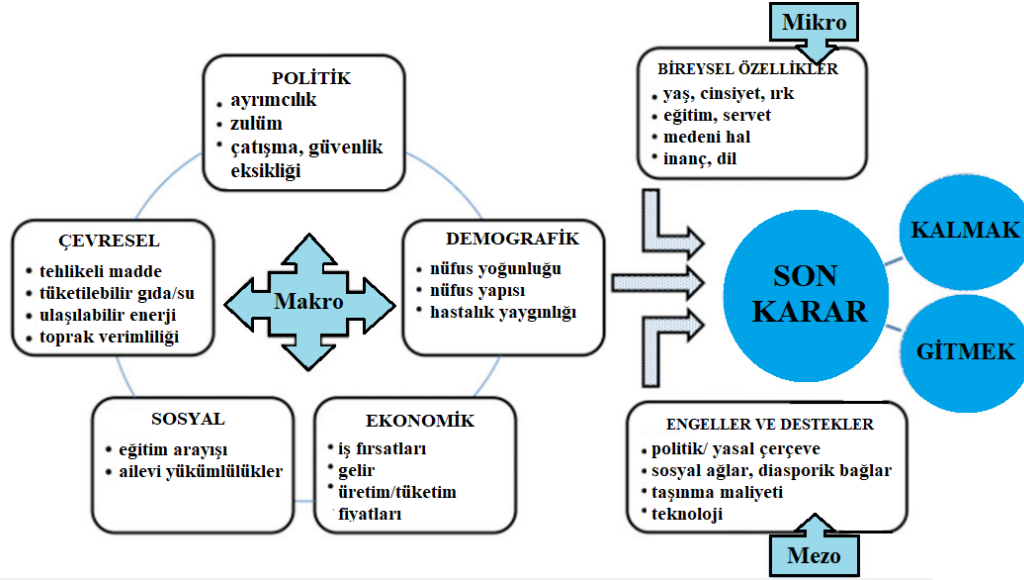 POLİTİK
ayrımcılık
zulüm
çatışma, güvenlik
eksikliği
ÇEVRESEL
tehlikeli madde
tüketilebilir gıda/su
ulaşılabilir enerji
toprak verimliliği
Makro
DEMOGRAFİK
nüfus yoğunluğu
nüfus yapısı
hastalık yaygınlığı
SOSYAL
eğitim arayışı
ailevi yükümlülükler
EKONOMİK
iş fırsatları
gelir
üretim/tüketim
fiyatları
Mikro
BİREYSEL ÖZELLİKLER
yaş, cinsiyet, ırk
eğitim, servet
medeni hal
inanç, dil
SON
KARAR
KALMAK
GİTMEK
ENGELLER VE DESTEKLER
politik/ yasal çerçeve
sosyal ağlar, diasporik bağlar
taşınma maliyeti
teknoloji
Mezo